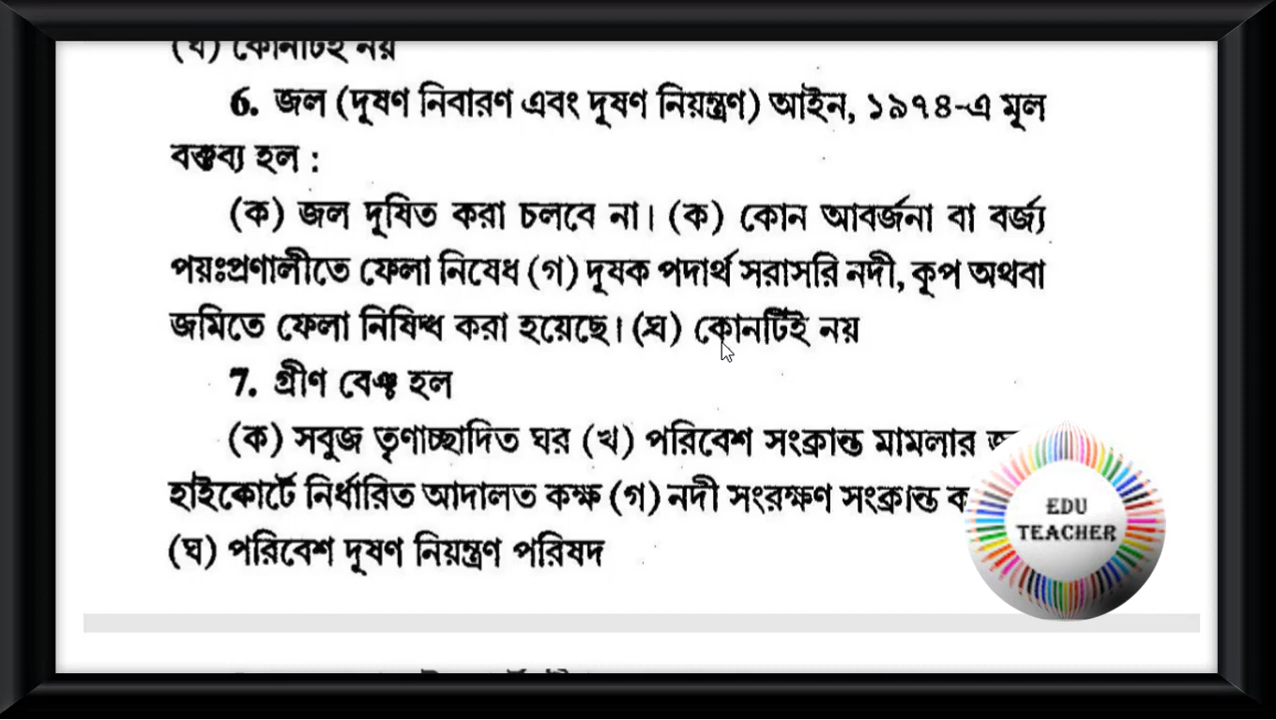 (ঘ) কোনটিই নয়
6. জল (দূষণ নিবারণ এবং দূষণ নিয়ন্ত্রণ) আইন, ১৯৭৪-এ মূল
বক্তব্য হল :
(ক) জল দূষিত করা চলবে না। (ক) কোন আবর্জনা বা বর্জ্য
পয়ঃপ্রণালীতে ফেলা নিষেধ (গ) দূষক পদার্থ সরাসরি নদী, কূপ অথবা
জমিতে ফেলা নিষিদ্ধ করা হয়েছে। (ঘ) কোনটিই নয়
7. গ্রীণ বেঞ্চ হল
(ক) সবুজ তৃণাচ্ছাদিত ঘর (খ) পরিবেশ সংক্রান্ত মামলার
হাইকোর্টে নির্ধারিত আদালত কক্ষ (গ) নদী সংরক্ষণ সংক্রান্ত
(ঘ) পরিবেশ দূষণ নিয়ন্ত্রণ পরিষদ
EDU
TEACHER